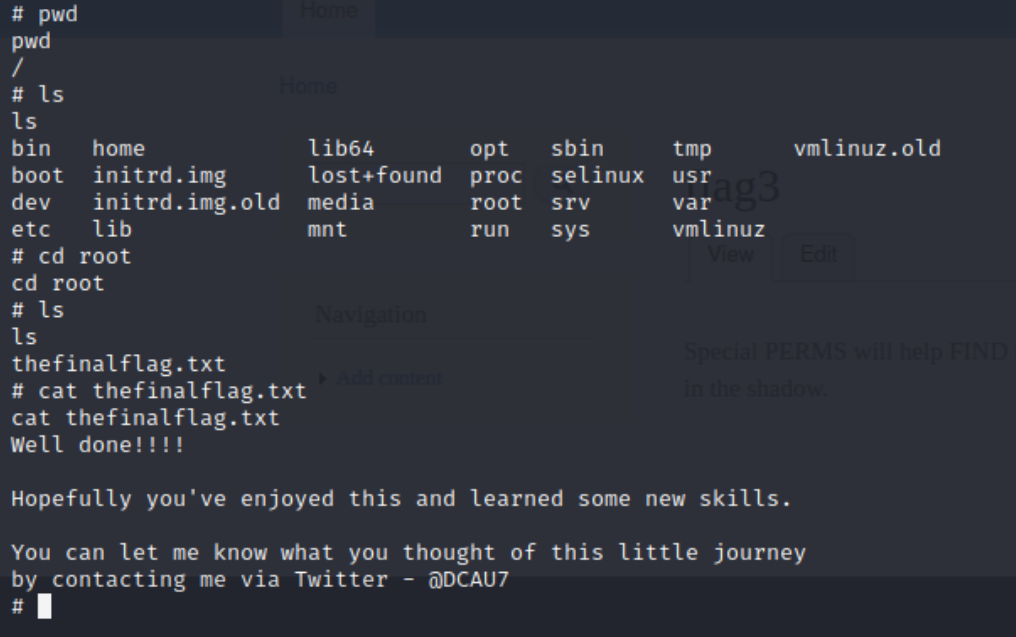 # pwd
pwd
/
# ls
ls
bin home lib64 opt sbin tmp vmlinuz.old
boot initrd.img lost+found proc selinux usr
dev initrd.img.old media root srv var
etc lib mnt run sys vmlinuz
# cd root
cd root
# ls
ls
thefinalflag.txt
# cat thefinalflag.txt
cat thefinalflag.txt
Well done!!!!
Hopefully you've enjoyed this and learned some new skills.
You can let me know what you thought of this little journey
by contacting me via Twitter - @DCAU7
#
Home
Home
flag3
View Edit
Navigation
Add content
Special PERMS will help FIND
in the shadow.